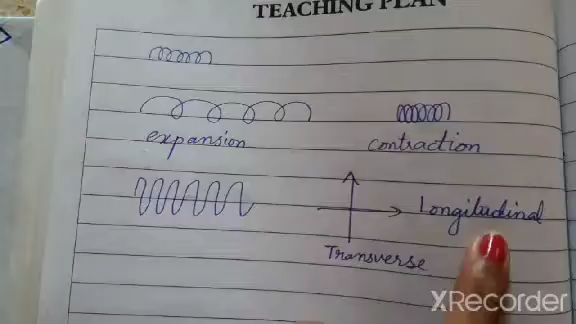 TEACHING PLAN
expansion
contraction
Longitudinal
Transverse
XRecorder